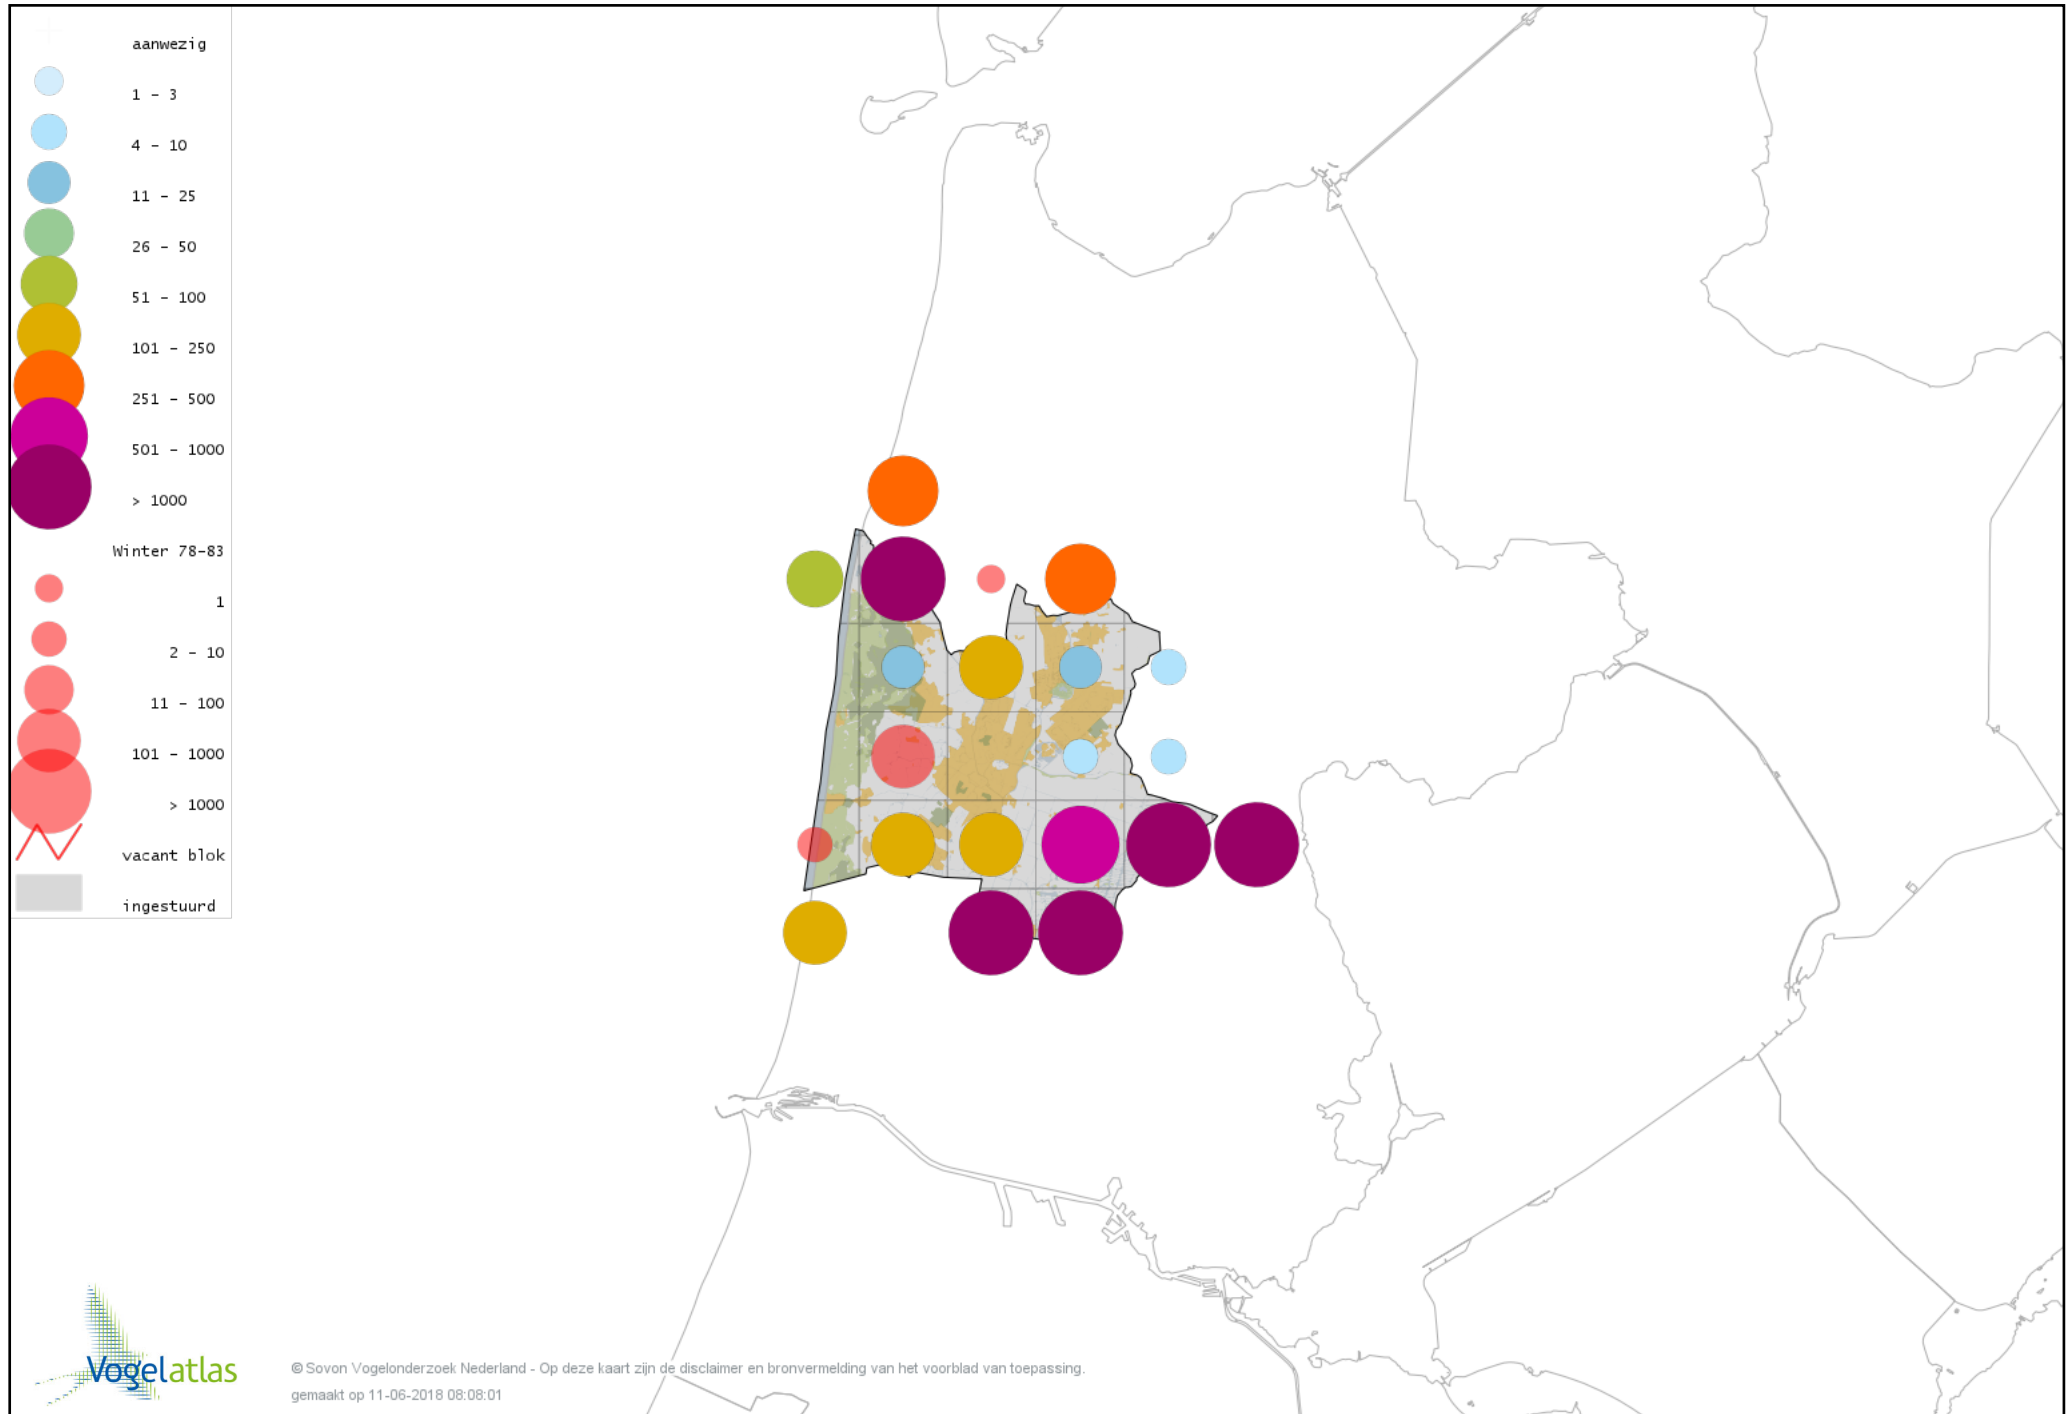 aanwezig
1 - 3
4 - 10
11 - 25
26 - 50
51 - 100
101 - 250
251 - 500
501 - 1000
> 1000
Winter 78-83
1
2 - 10
11 - 100
101 - 1000
> 1000
vacant blok
ingestuurd
Vogelatlas
© Sovon Vogelonderzoek Nederland - Op deze kaart zijn de disclaimer en bronvermelding van het voorblad van toepassing.
gemaakt op 11-06-2018 08:08:01